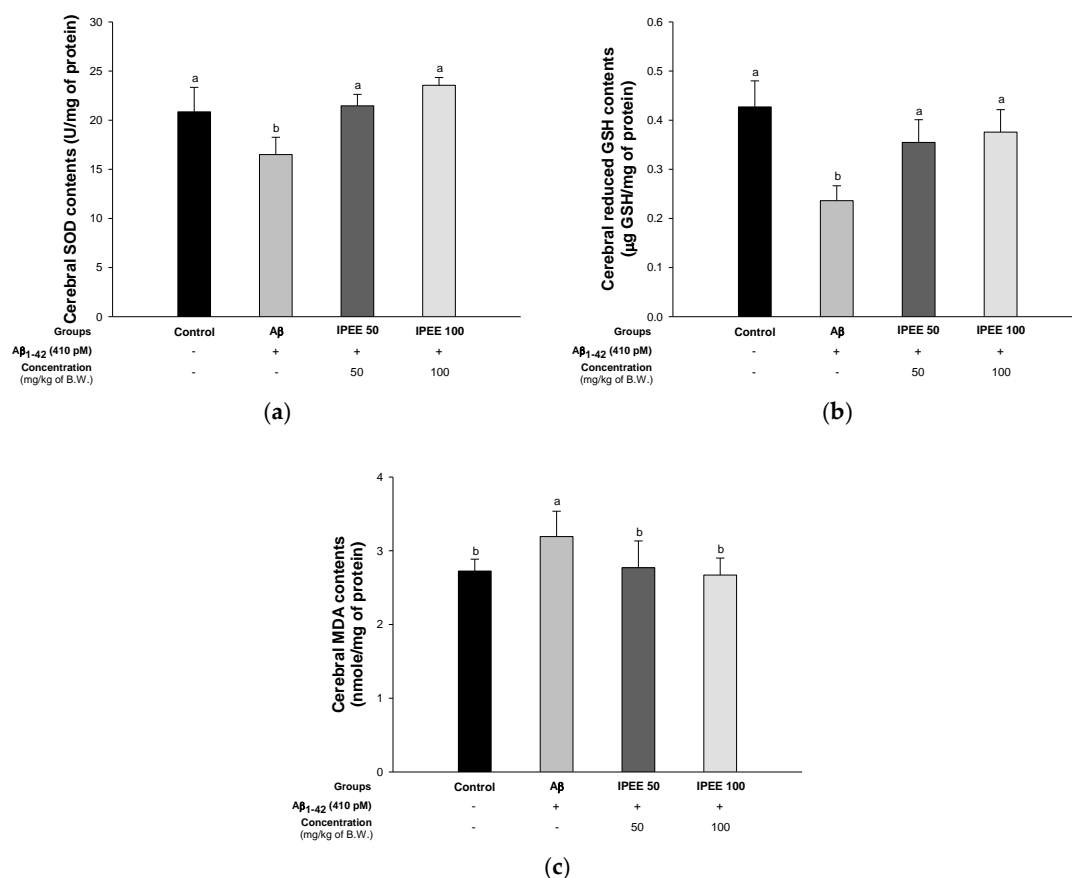 Cerebral SOD contents (U/mg of protein)
30
25
20
15
10
5
0
a
b
a
a
Groups Control Aβ IPEE 50 IPEE 100
Aβ1-42 (410 pM) - + + +
Concentration
(mg/kg of B.W.) - - 50 100
(a)
Cerebral reduced GSH contents
(μg GSH/mg of protein)
0.6
0.5
0.4
0.3
0.2
0.1
0.0
a
b
a
a
Groups Control Aβ IPEE 50 IPEE 100
Aβ1-42 (410 pM) - + + +
Concentration
(mg/kg of B.W.) - - 50 100
(b)
Cerebral MDA contents
(nmole/mg of protein)
4
3
2
1
0
b
a
b
b
Groups Control Aβ IPEE 50 IPEE 100
Aβ1-42 (410 pM) - + + +
Concentration
(mg/kg of B.W.) - - 50 100
(c)